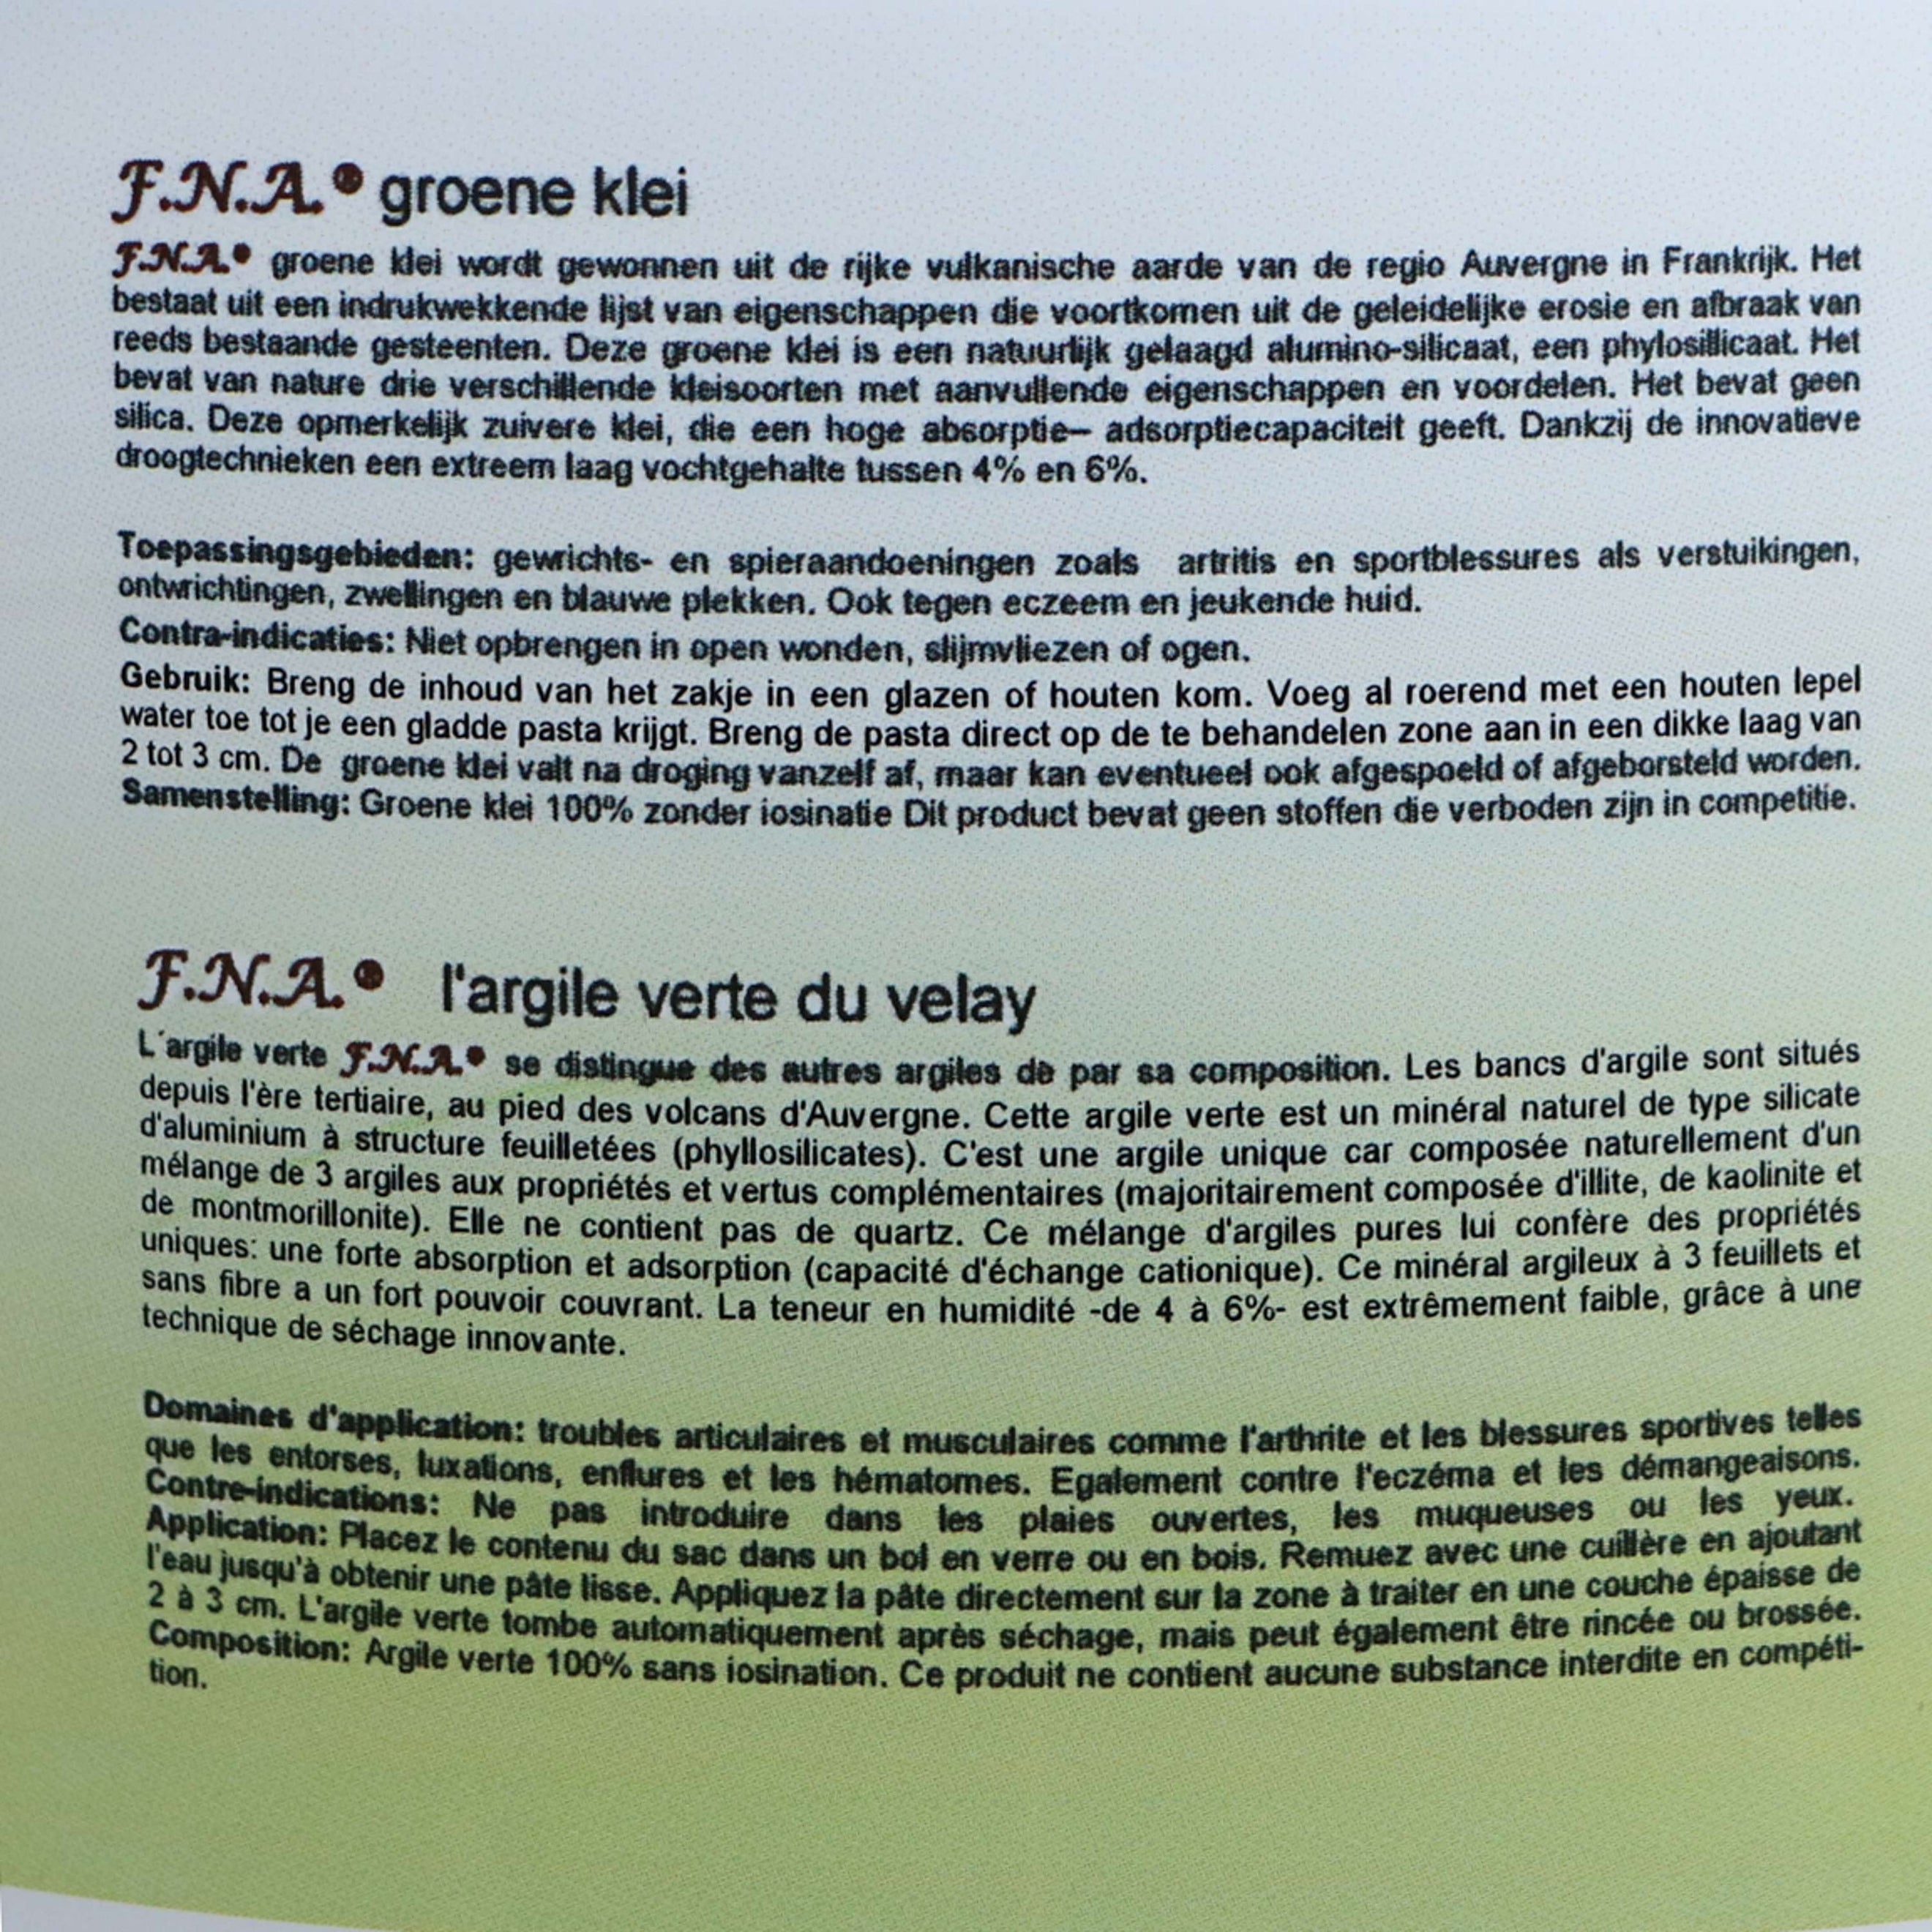 F.N.A.® groene klei
F.N.A.® groene klei wordt gewonnen uit de rijke vulkanische aarde van de regio Auvergne in Frankrijk. Het
bestaat uit een indrukwekkende lijst van eigenschappen die voortkomen uit de geleidelijke erosie en afbraak van
reeds bestaande gesteenten. Deze groene klei is een natuurlijk gelaagd alumino-silicaat, een phylosillicaat. Het
bevat van nature drie verschillende kleisoorten met aanvullende eigenschappen en voordelen. Het bevat geen
silica. Deze opmerkelijk zuivere klei, die een hoge absorptie– adsorptiecapaciteit geeft. Dankzij de innovatieve
droogtechnieken een extreem laag vochtgehalte tussen 4% en 6%.
Toepassingsgebieden: gewrichts- en spieraandoeningen zoals artritis en sportblessures als verstuikingen,
ontwrichtingen, zwellingen en blauwe plekken. Ook tegen eczeem en jeukende huid.
Contra-indicaties: Niet opbrengen in open wonden, slijmvliezen of ogen.
Gebruik: Breng de inhoud van het zakje in een glazen of houten kom. Voeg al roerend met een houten lepel
water toe tot je een gladde pasta krijgt. Breng de pasta direct op de te behandelen zone aan in een dikke laag van
2 tot 3 cm. De groene klei valt na droging vanzelf af, maar kan eventueel ook afgespoeld of afgeborsteld worden.
Samenstelling: Groene klei 100% zonder iosinatie Dit product bevat geen stoffen die verboden zijn in competitie.
F.N.A.® l'argile verte du velay
L´argile verte F.N.A.® se distingue des autres argiles de par sa composition. Les bancs d'argile sont situés
depuis l'ère tertiaire, au pied des volcans d'Auvergne. Cette argile verte est un minéral naturel de type silicate
d'aluminium à structure feuilletées (phyllosilicates). C'est une argile unique car composée naturellement d'un
mélange de 3 argiles aux propriétés et vertus complémentaires (majoritairement composée d'illite, de kaolinite et
de montmorillonite). Elle ne contient pas de quartz. Ce mélange d'argiles pures lui confère des propriétés
uniques: une forte absorption et adsorption (capacité d'échange cationique). Ce minéral argileux à 3 feuillets et
sans fibre a un fort pouvoir couvrant. La teneur en humidité -de 4 à 6%- est extrêmement faible, grâce à une
technique de séchage innovante.
Domaines d'application: troubles articulaires et musculaires comme l'arthrite et les blessures sportives telles
que les entorses, luxations, enflures et les hématomes. Egalement contre l'eczéma et les démangeaisons.
Contre-indications: Ne pas introduire dans les plaies ouvertes, les muqueuses ou les yeux.
Application: Placez le contenu du sac dans un bol en verre ou en bois. Remuez avec une cuillère en ajoutant
l'eau jusqu'à obtenir une pâte lisse. Appliquez la pâte directement sur la zone à traiter en une couche épaisse de
2 à 3 cm. L'argile verte tombe automatiquement après séchage, mais peut également être rincée ou brossée.
Composition: Argile verte 100% sans iosination. Ce produit ne contient aucune substance interdite en compéti-
tion.